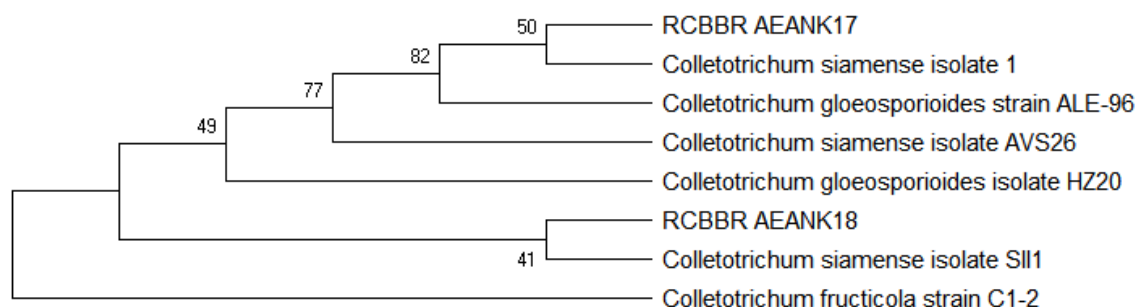 50
RCBBR AEANK17
82
Colletotrichum siamense isolate 1
77
Colletotrichum gloeosporioides strain ALE-96
49
Colletotrichum siamense isolate AVS26
Colletotrichum gloeosporioides isolate HZ20
RCBBR AEANK18
41
Colletotrichum siamense isolate SII1
Colletotrichum fructicola strain C1-2